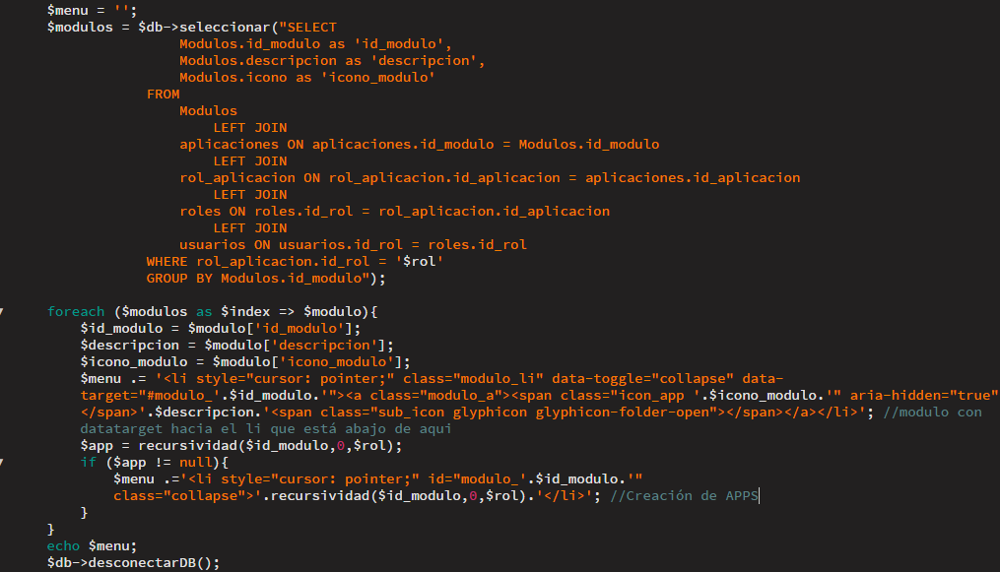 $menu = '';
$modulos = $db->seleccionar("SELECT
Modulos.id_modulo as 'id_modulo',
Modulos.descripcion as 'descripcion',
Modulos.icono as 'icono_modulo'
FROM
Modulos
LEFT JOIN
aplicaciones ON aplicaciones.id_modulo = Modulos.id_modulo
LEFT JOIN
rol_aplicacion ON rol_aplicacion.id_aplicacion = aplicaciones.id_aplicacion
LEFT JOIN
roles ON roles.id_rol = rol_aplicacion.id_aplicacion
LEFT JOIN
usuarios ON usuarios.id_rol = roles.id_rol
WHERE rol_aplicacion.id_rol = '$rol'
GROUP BY Modulos.id_modulo");
foreach ($modulos as $index => $modulo){
$id_modulo = $modulo['id_modulo'];
$descripcion = $modulo['descripcion'];
$icono_modulo = $modulo['icono_modulo'];
$menu .= '<li style="cursor: pointer;" class="modulo_li" data-toggle="collapse" data-
target="#modulo_'.$id_modulo.'"><a class="modulo_a"><span class="icon_app '.$icono_modulo.'" aria-hidden="true"
</span>'.$descripcion.'<span class="sub_icon glyphicon glyphicon-folder-open"></span></a></li>'; //modulo con
datatarget hacia el li que está abajo de aqui
$app = recursividad($id_modulo,0,$rol);
if ($app != null){
$menu .='<li style="cursor: pointer;" id="modulo_'.$id_modulo.'"
class="collapse">'.recursividad($id_modulo,0,$rol).'</li>'; //Creación de APPS
}
}
echo $menu;
$db->desconectarDB();